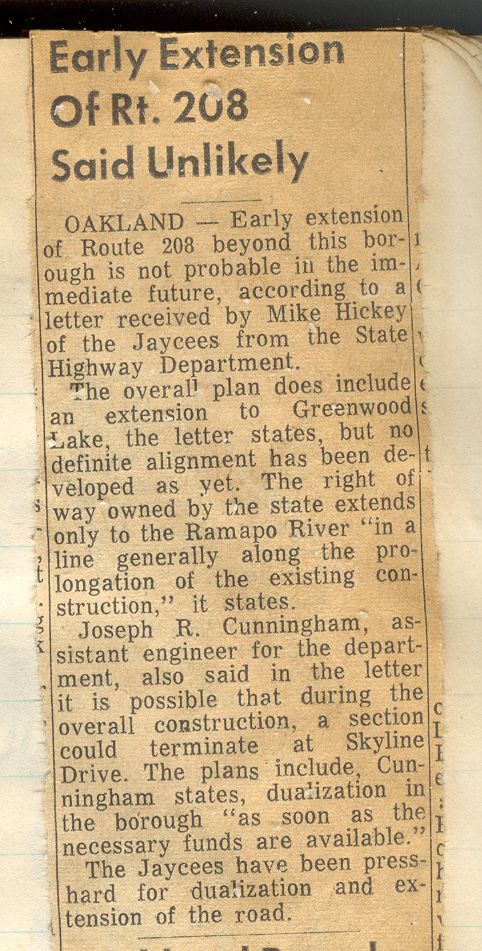 Early Extension
Of Rt. 208
Said Unlikely
OAKLAND — Early extension
of Route 208 beyond this bor-
ough is not probable in the im-
mediate future, according to a
letter received by Mike Hickey
of the Jaycees from the State
Highway Department.
The overall plan does include
an extension to Greenwood
Lake, the letter states, but no
definite alignment has been de-
veloped as yet. The right of
way owned by the state extends
only to the Ramapo River “in a
line generally along the pro-
longation of the existing con-
struction,” it states.
Joseph R. Cunningham, as-
sistant engineer for the depart-
ment, also said in the letter
it is possible that during the
overall construction, a section
could terminate at Skyline
Drive. The plans include, Cun-
ningham states, dualization in
the borough “as soon as the
necessary funds are available.”
The Jaycees have been press-
hard for dualization and ex-
tension of the road.